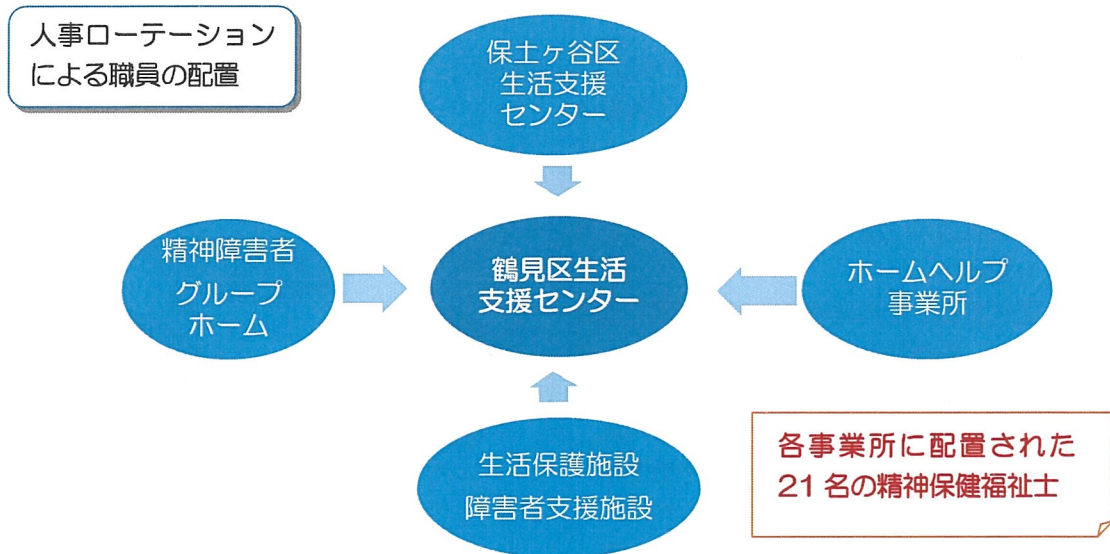 人事ローテーション
による職員の配置
保土ヶ谷区
生活支援
センター
精神障害者
グループ
ホーム
鶴見区生活
支援センター
ホームヘルプ
事業所
生活保護施設
障害者支援施設
各事業所に配置された
21名の精神保健福祉士